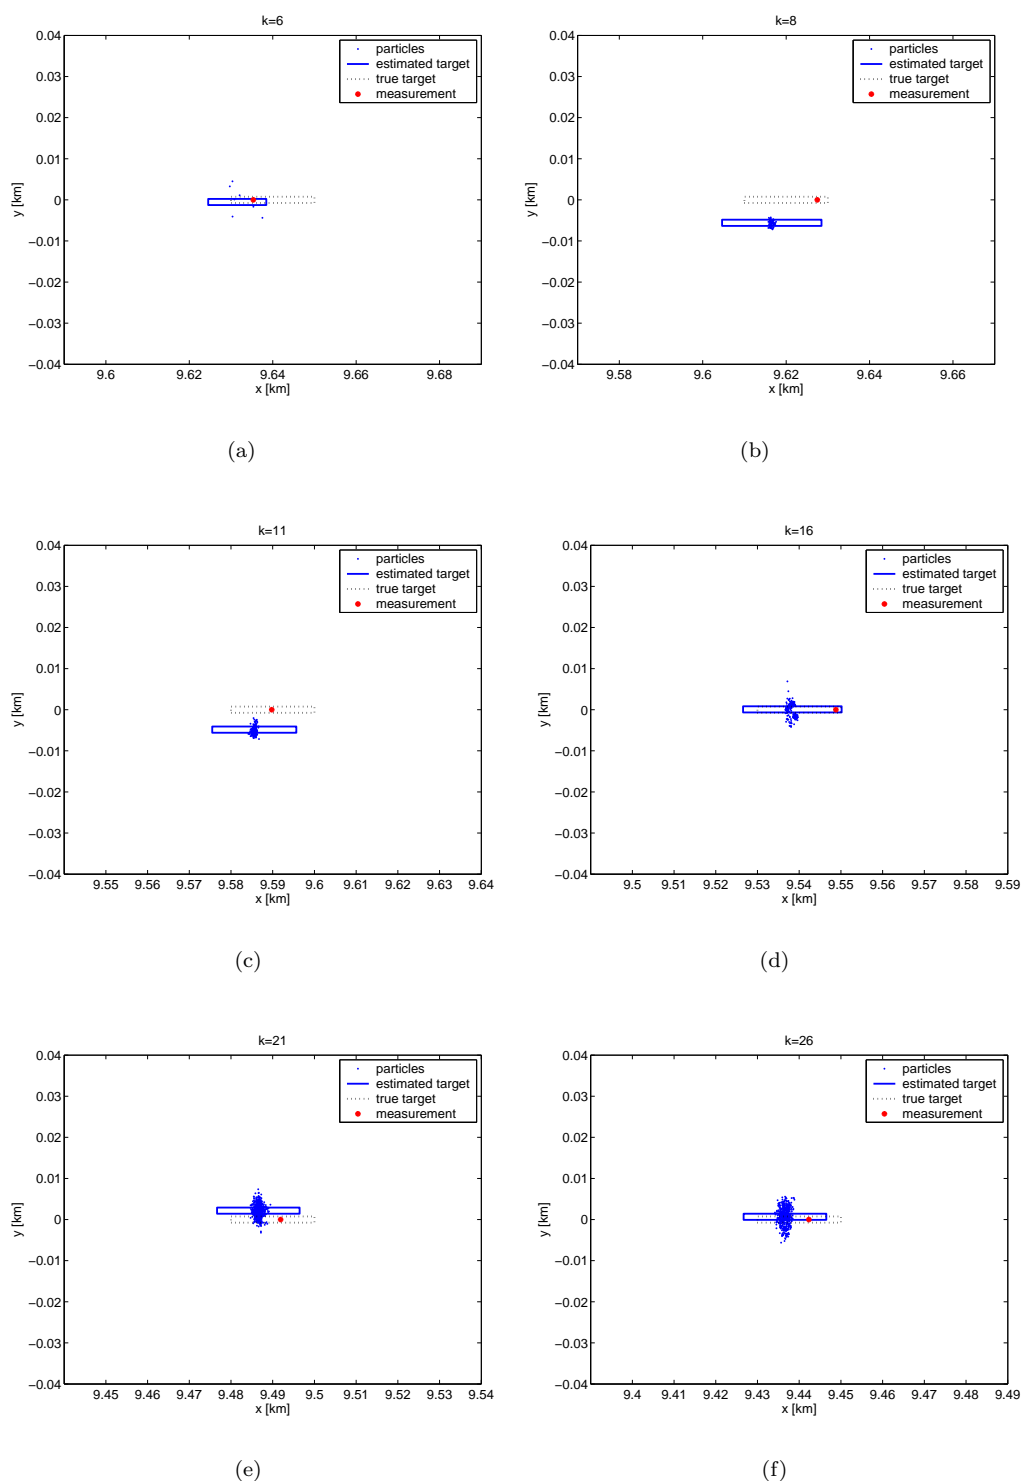 k=6
0.04
0.03
0.02
0.01
0
−0.01
−0.02
−0.03
−0.04
y [km]
9.6 9.62 9.64 9.66 9.68
x [km]
particles
estimated target
true target
measurement
(a)
k=8
0.04
0.03
0.02
0.01
0
−0.01
−0.02
−0.03
−0.04
y [km]
9.58 9.6 9.62 9.64 9.66
x [km]
particles
estimated target
true target
measurement
(b)
k=11
0.04
0.03
0.02
0.01
0
−0.01
−0.02
−0.03
−0.04
y [km]
9.55 9.56 9.57 9.58 9.59 9.6 9.61 9.62 9.63 9.64
x [km]
particles
estimated target
true target
measurement
(c)
k=16
0.04
0.03
0.02
0.01
0
−0.01
−0.02
−0.03
−0.04
y [km]
9.5 9.51 9.52 9.53 9.54 9.55 9.56 9.57 9.58 9.59
x [km]
particles
estimated target
true target
measurement
(d)
k=21
0.04
0.03
0.02
0.01
0
−0.01
−0.02
−0.03
−0.04
y [km]
9.45 9.46 9.47 9.48 9.49 9.5 9.51 9.52 9.53 9.54
x [km]
particles
estimated target
true target
measurement
(e)
k=26
0.04
0.03
0.02
0.01
0
−0.01
−0.02
−0.03
−0.04
y [km]
9.4 9.41 9.42 9.43 9.44 9.45 9.46 9.47 9.48 9.49
x [km]
particles
estimated target
true target
measurement
(f)